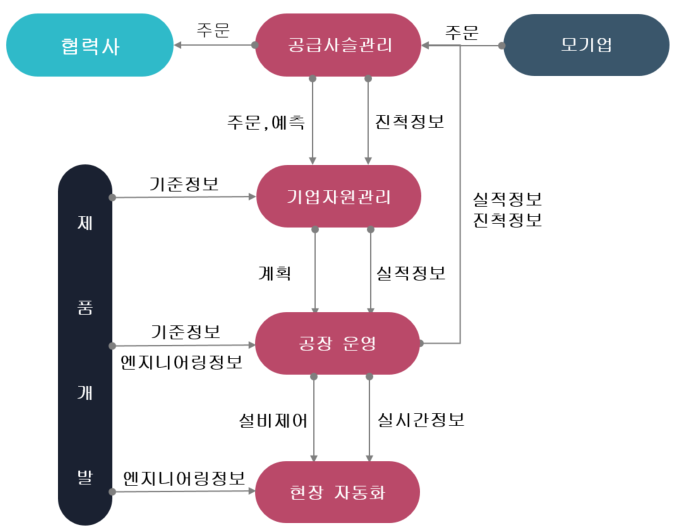 협력사
주문
공급사슬관리
주문
모기업
주문,예측
진척정보
기준정보
기업자원관리
실적정보
진척정보
제
품
개
발
계획
실적정보
기준정보
엔지니어링정보
공장 운영
설비제어
실시간정보
엔지니어링정보
현장 자동화